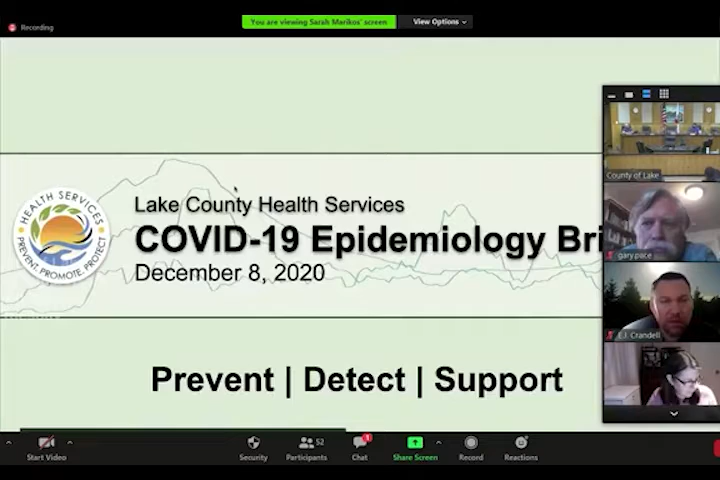 Recording
You are viewing Sarah Marikos' screen
View Options
County of Lake
HEALTH SERVICES
PREVENT. PROMOTE. PROTECT
Lake County Health Services
COVID-19 Epidemiology Bri
December 8, 2020
gary.pace
E.J. Crandell
Prevent | Detect | Support
52
1
Start Video
Security
Participants
Chat
Share Screen
Record
Reactions